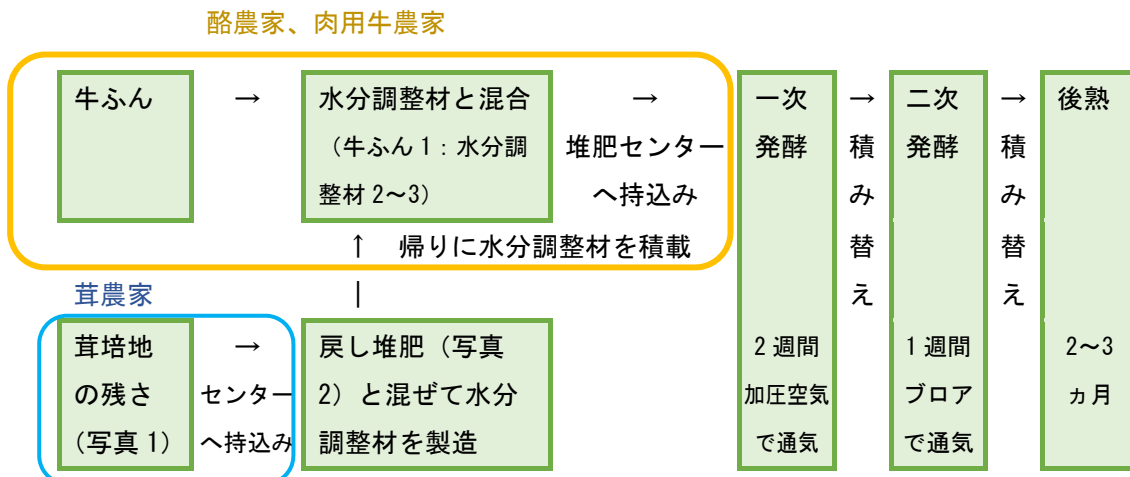 酪農家、肉用牛農家
牛ふん
→
水分調整材と混合
（牛ふん1：水分調
整材2～3）
→
堆肥センター
へ持込み
↑ 帰りに水分調整材を積載
|
茸農家
茸培地
の残さ
（写真1）
→
センター
へ持込み
戻し堆肥（写真
2）と混ぜて水分
調整材を製造
一次
発酵
2週間
加圧空気
で通気
→
積み替え
二次
発酵
1週間
ブロア
で通気
→
積み替え
後熟
2～3
ヵ月